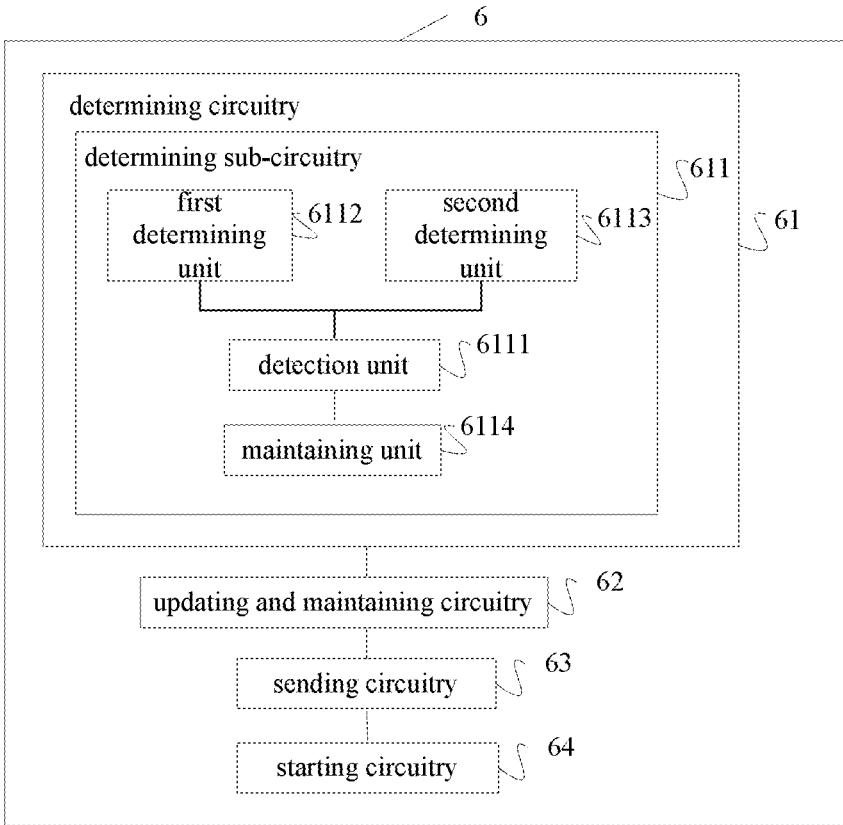 6
determining circuitry
determining sub-circuitry
611
first
determining
unit
6112
second
determining
unit
6113
61
detection unit
6111
maintaining unit
6114
updating and maintaining circuitry
62
sending circuitry
63
starting circuitry
64